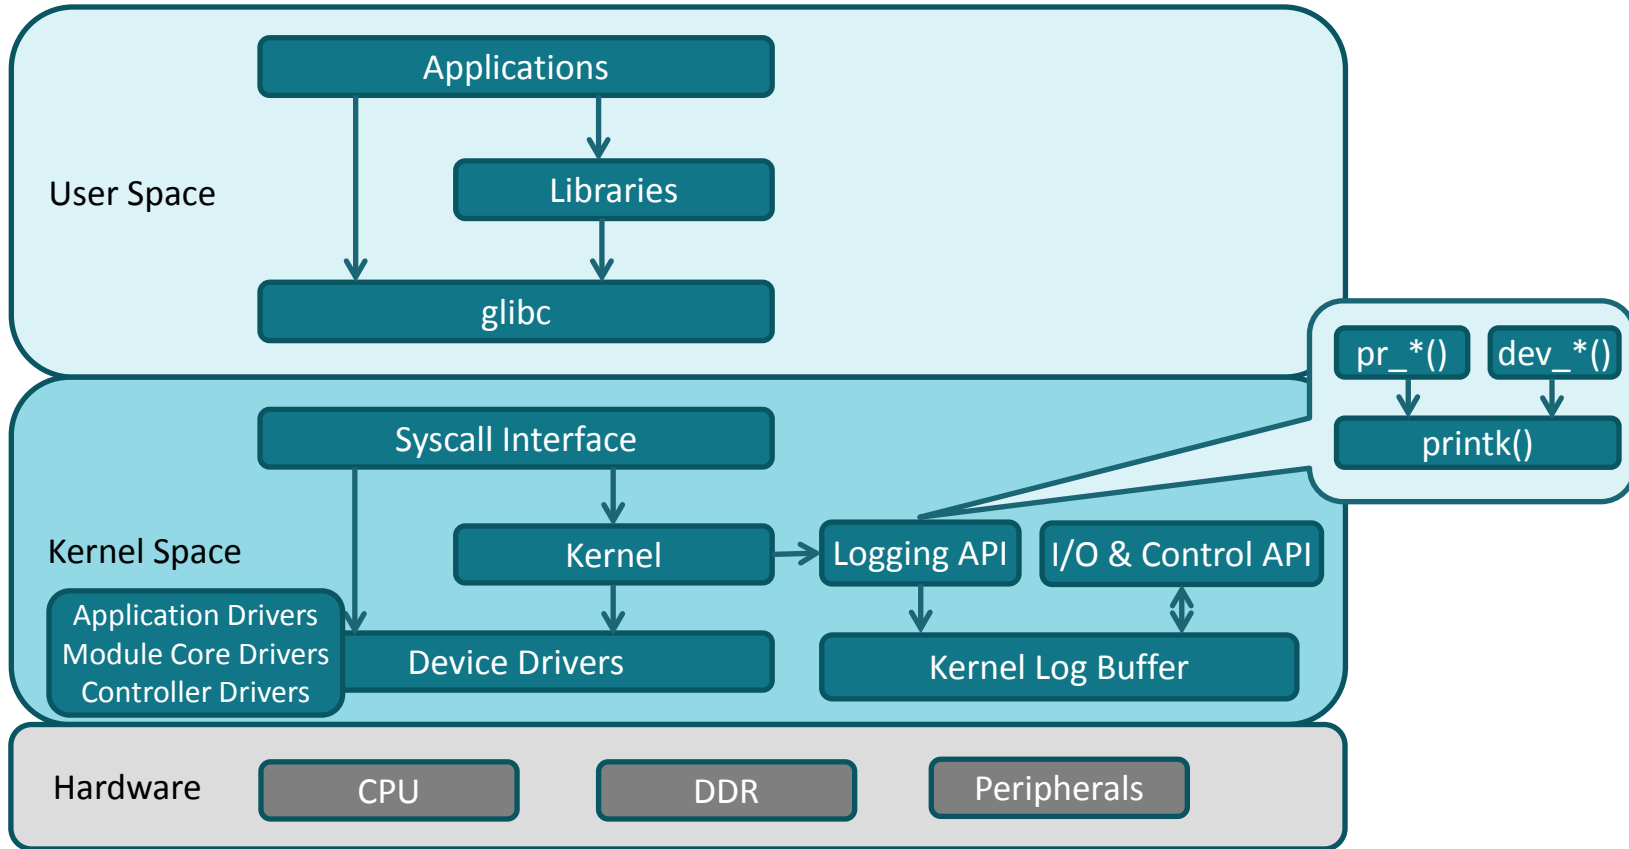 Applications
Libraries
User Space
glibc
pr_*()
dev_*()
printk()
Syscall Interface
Kernel Space
Kernel
Logging API
I/O & Control API
Application Drivers
Module Core Drivers
Controller Drivers
Device Drivers
Kernel Log Buffer
Hardware
CPU
DDR
Peripherals